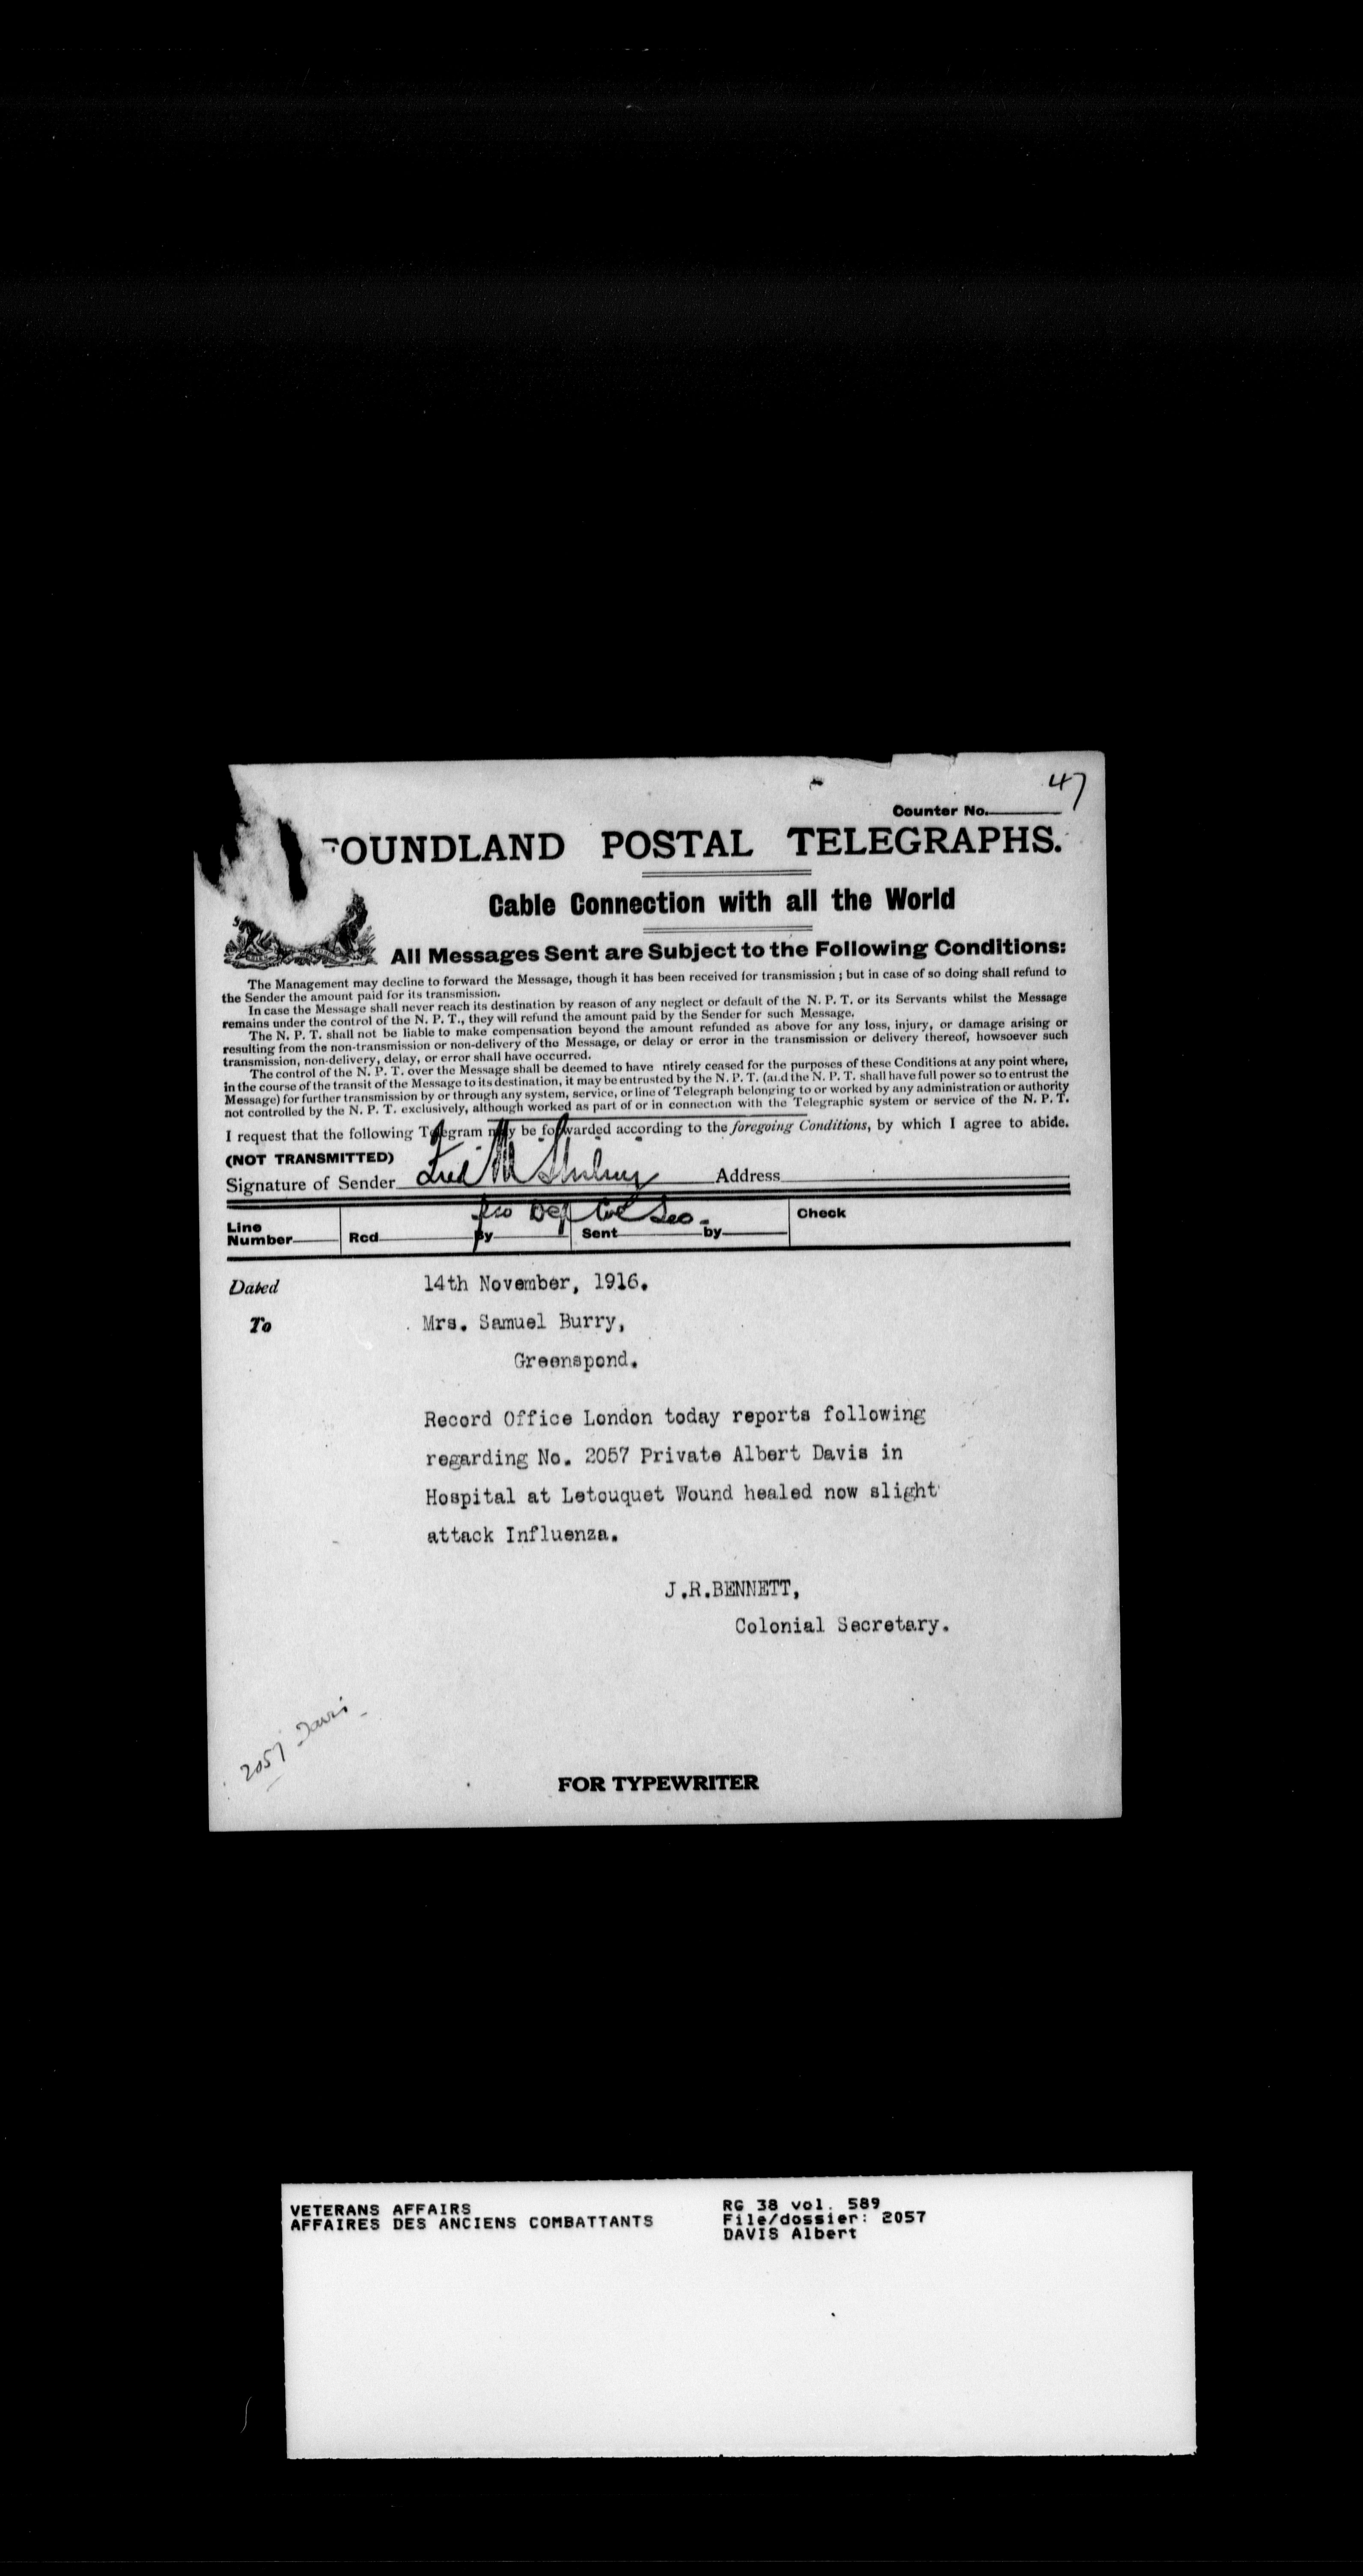 47
Counter No.
FOUNDLAND POSTAL TELEGRAPHS.
Cable Connection with all the World
All Messages Sent are Subject to the Following Conditions:
The Management may decline to forward the Message, though it has been received for transmission ; but in case of so doing shall refund to
the Sender the amount paid for its transmission.
In case the Message shall never reach its destination by reason of any neglect or default of the N. P. T. or its Servants whilst the Message
remains under the control of the N. P. T., they will refund the amount paid by the Sender for such Message.
The N. P. T. shall not be liable to make compensation beyond the amount refunded as above for any loss, injury, or damage arising or
resulting from the non-transmission or non-delivery of the Message, or delay or error in the transmission or delivery thereof, howsoever such
transmission, non-delivery, delay, or error shall have occurred.
The control of the N. P. T. over the Message shall be deemed to have ntirely ceased for the purposes of these Conditions at any point where,
in the course of the transit of the Message to its destination, it may be entrusted by the N. P. T. (and the N. P. T. shall have full power so to entrust the
Message) for further transmission by or through any system, service, or line of Telegraph belonging to or worked by any administration or authority
not controlled by the N. P. T. exclusively, although worked as part of or in connection with the Telegraphic system or service of the N. P. T.
I request that the following Telegram may be forwarded according to the foregoing Conditions, by which I agree to abide.
(NOT TRANSMITTED)
Signature of Sender Address
Line
Number Rcd By Sent by Check
Dated 14th November, 1916.
To Mrs. Samuel Burry,
Greenspond.
Record Office London today reports following
regarding No. 2057 Private Albert Davis in
Hospital at Letouquet Wound healed now slight
attack Influenza.
J.R.BENNETT,
Colonial Secretary.
2057 Davis
FOR TYPEWRITER
VETERANS AFFAIRS RG 38 vol. 589
AFFAIRES DES ANCIENS COMBATTANTS File/dossier: 2057
DAVIS Albert